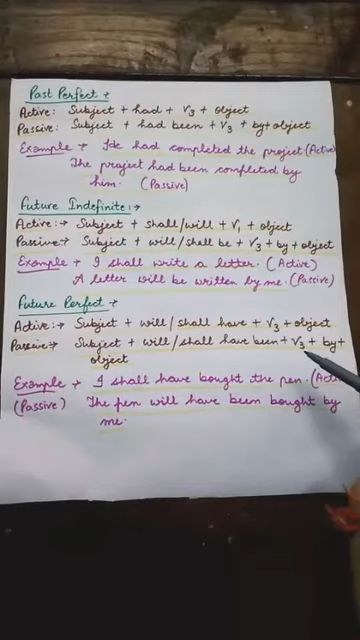 Past Perfect :-
Active: Subject + had + V3 + object
Passive: Subject + had been + V3 + by + object
Example :- He had completed the project (Active
The project had been completed by
him. (Passive)
Future Indefinite :-
Active :→ Subject + shall/will + V1 + object
Passive :→ Subject + will/shall be + V3 + by + object
Example :- I shall write a letter. (Active)
A letter will be written by me. (Passive)
Future Perfect :-
Active :→ Subject + will/shall have + V3 + object
Passive :→ Subject + will/shall have been + V3 + by +
object
Example :- I shall have bought the pen. (Acti
(Passive) The pen will have been bought by
me.